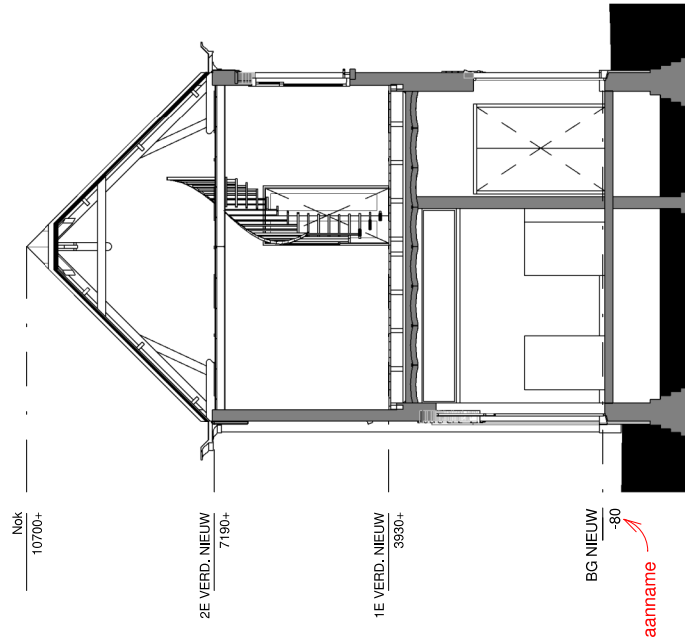 Nok
10700+
2E VERD. NIEUW
7190+
1E VERD. NIEUW
3930+
BG NIEUW
-80
aanname